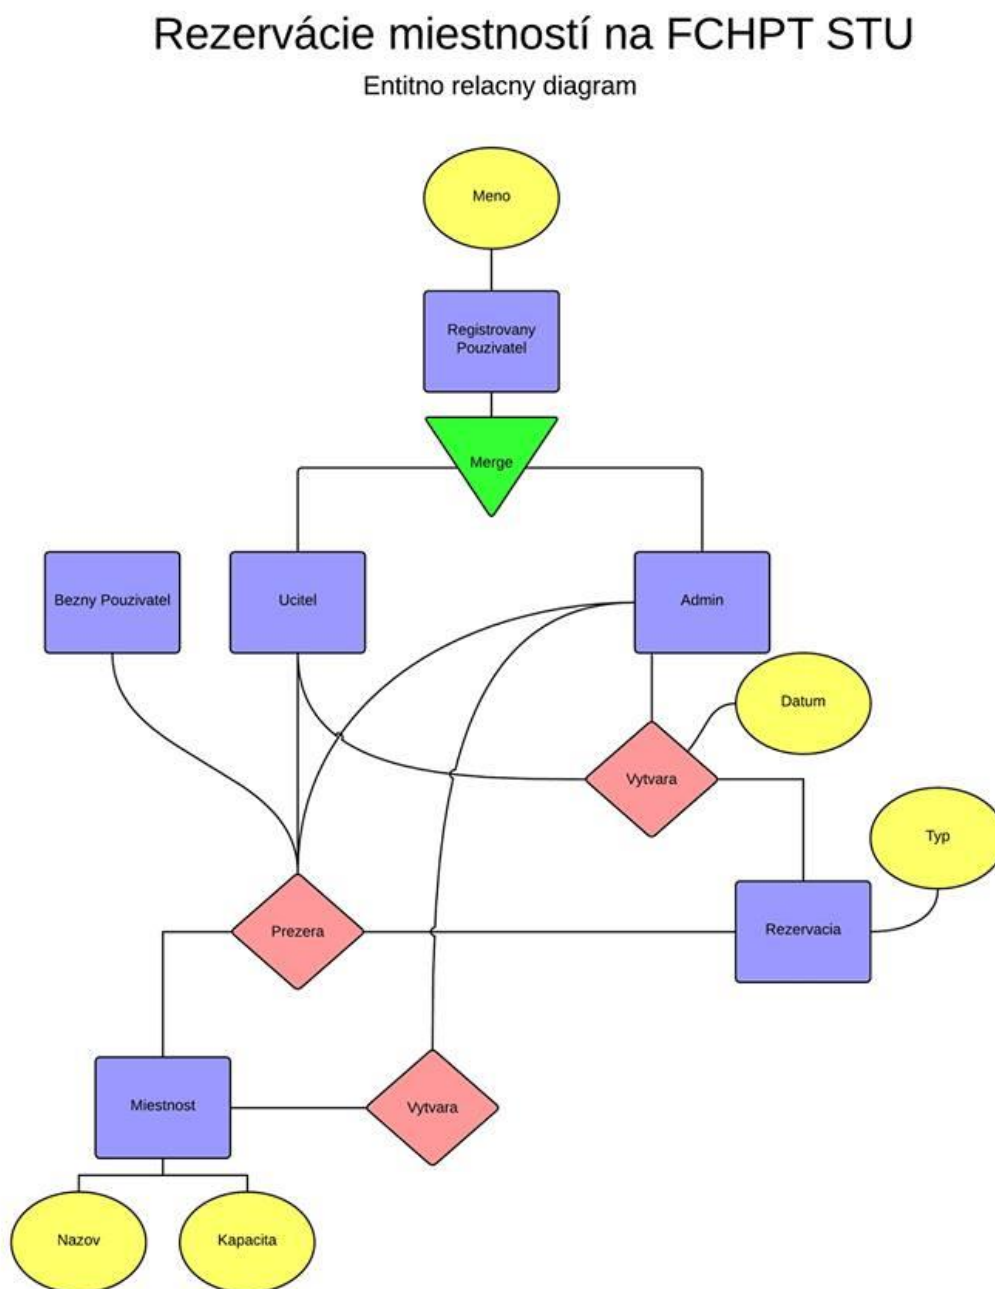 Rezervácie miestností na FCHPT STU
Entitno relacny diagram
Meno
Registrovany
Pouzivatel
Merge
Bezny Pouzivatel
Ucitel
Admin
Datum
Vytvara
Typ
Prezera
Rezervacia
Miestnost
Vytvara
Nazov
Kapacita